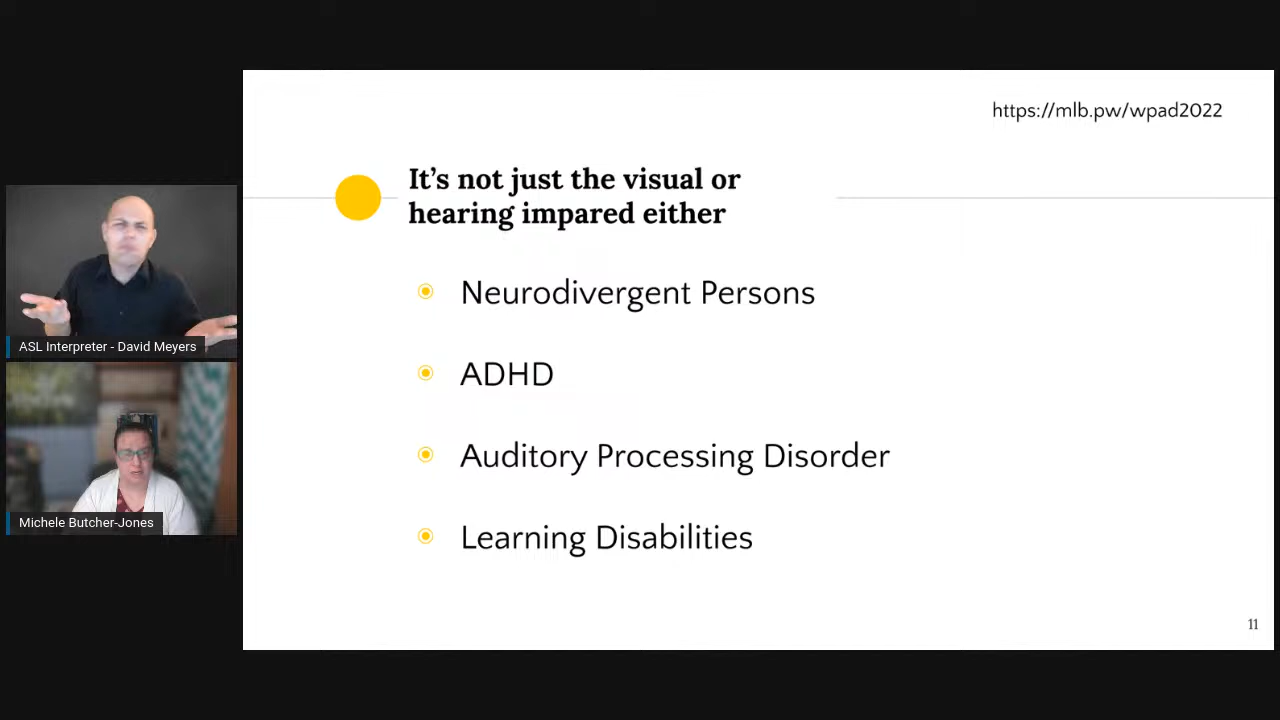 https://mlb.pw/wpad2022
It's not just the visual or
hearing impared either
Neurodivergent Persons
ADHD
Auditory Processing Disorder
Learning Disabilities
11
ASL Interpreter - David Meyers
Michele Butcher-Jones